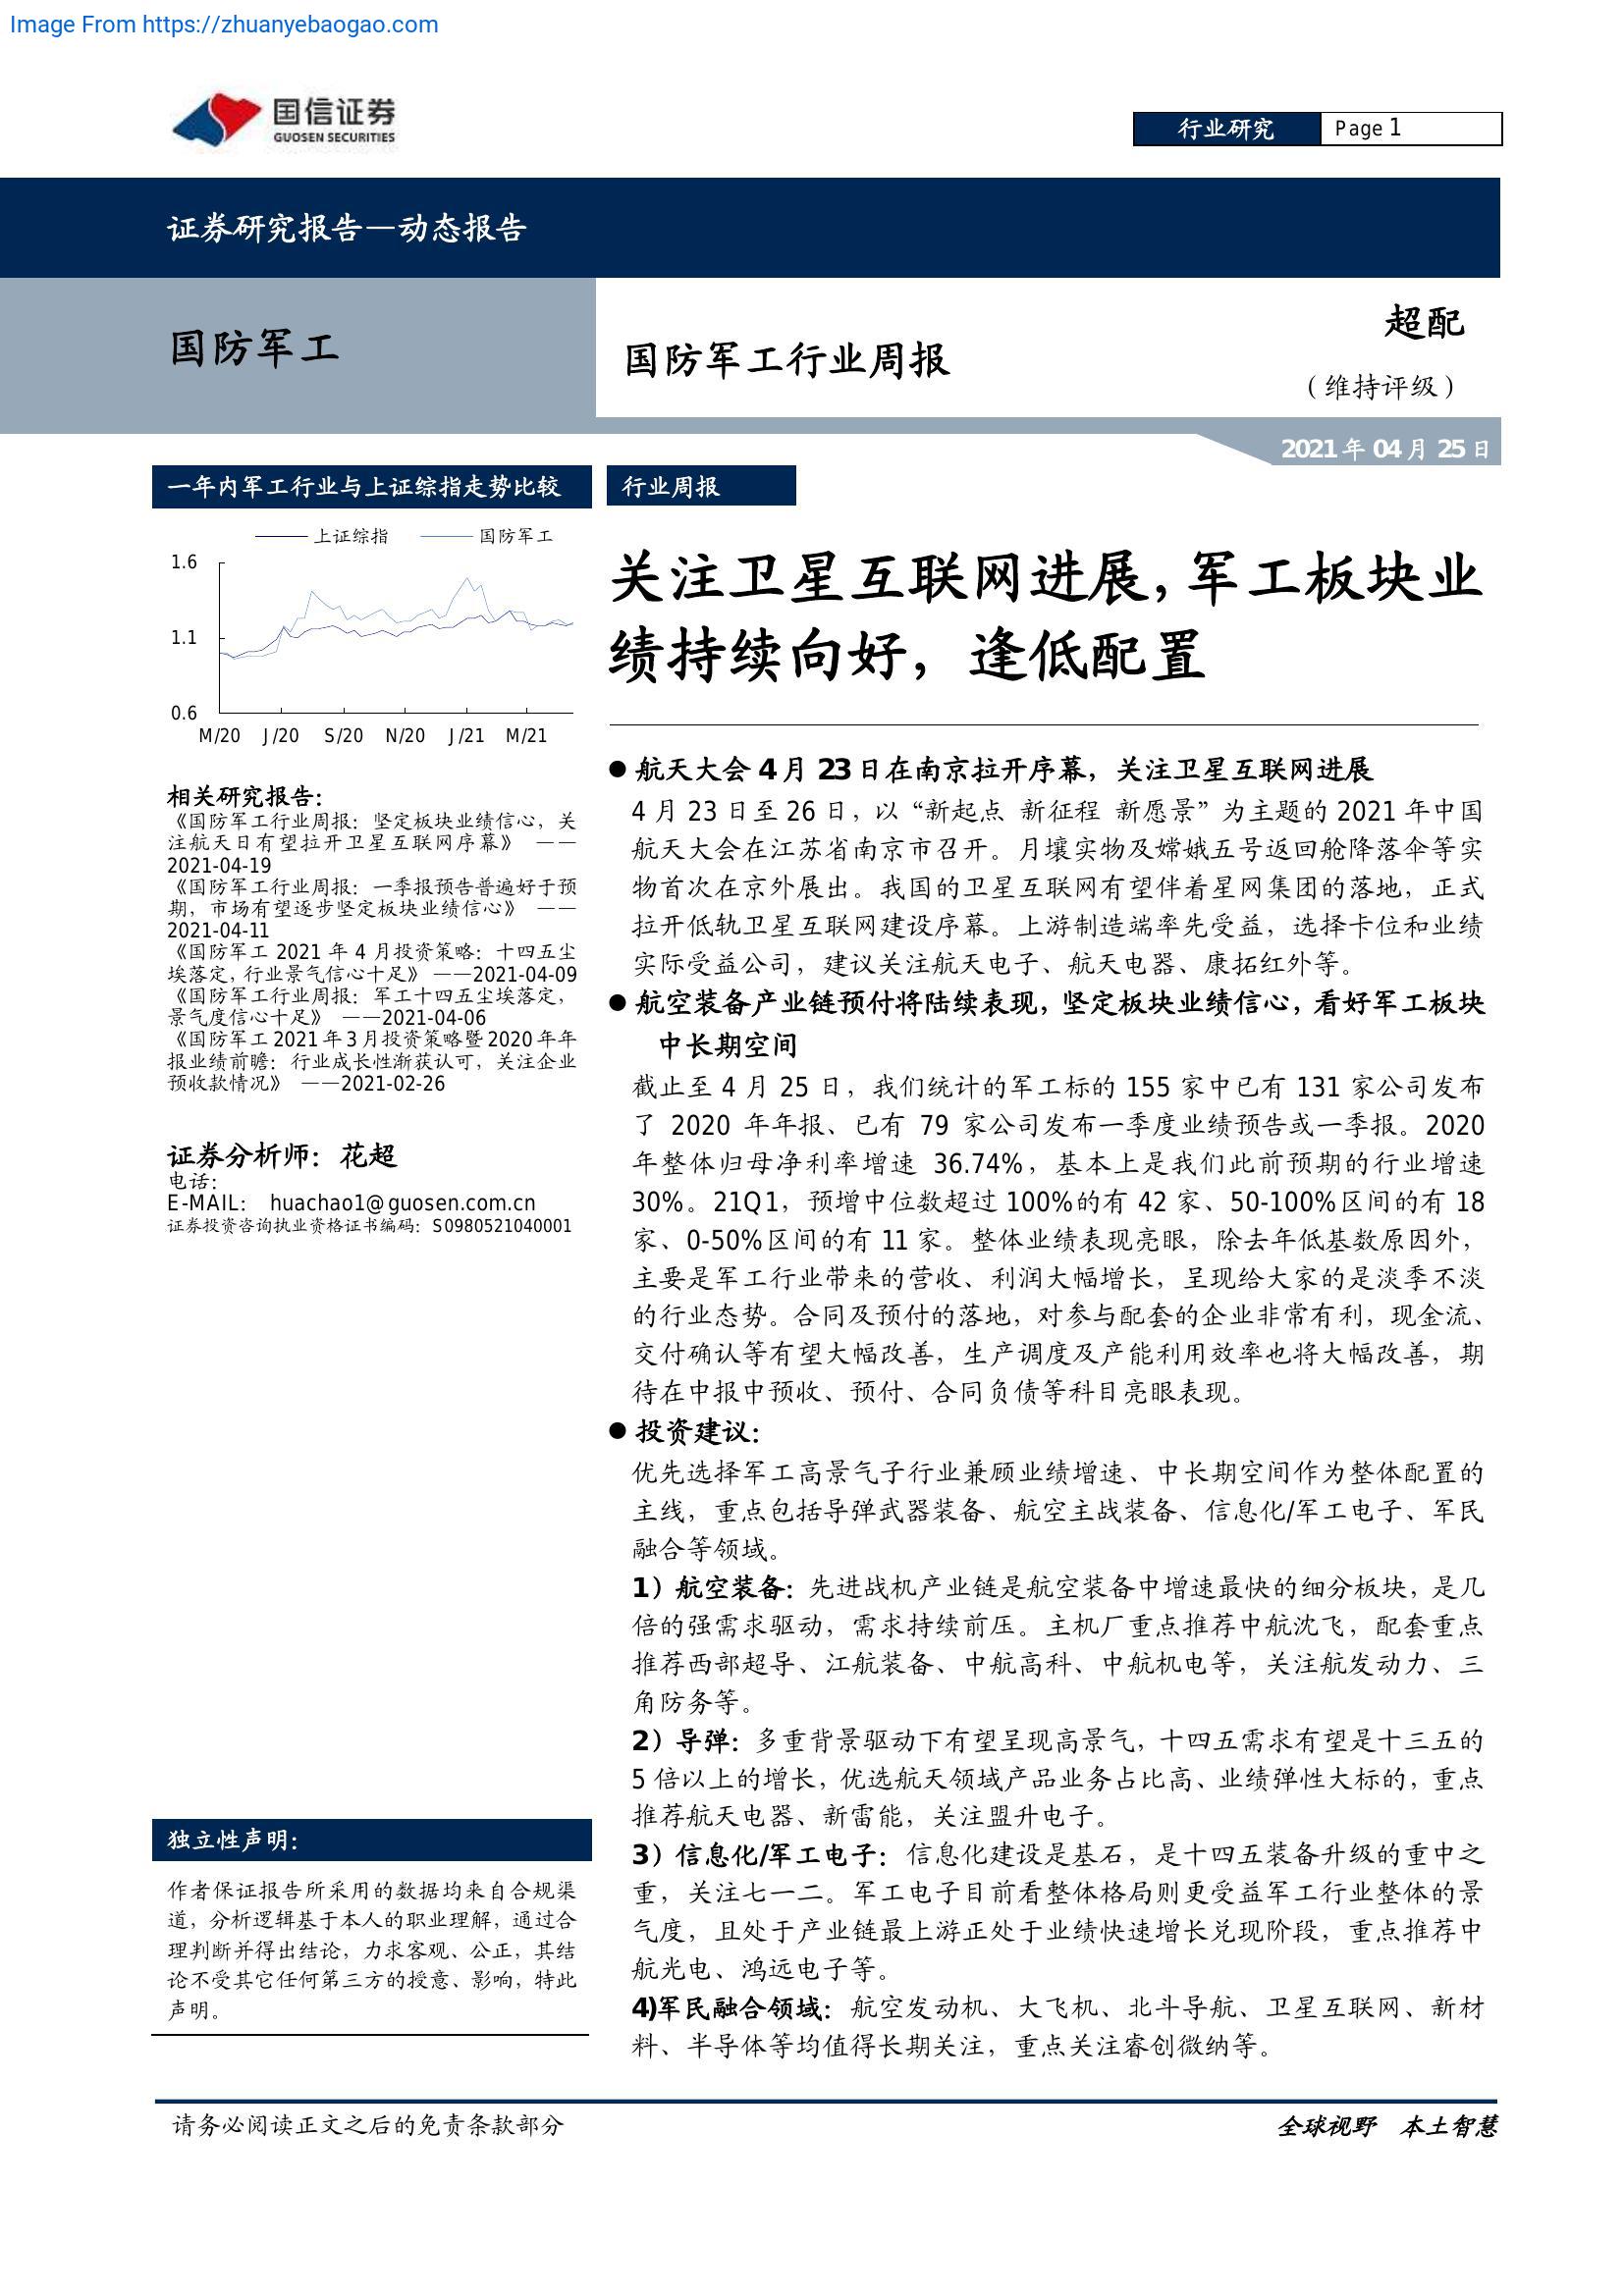 Image From https://zhuanyebaogao.com
国信证券
GUOSEN SECURITIES
行业研究
Page 1
证券研究报告—动态报告
国防军工
国防军工行业周报
超配
（维持评级）
2021 年 04 月 25 日
一年内军工行业与上证综指走势比较
上证综指 国防军工
1.6
1.1
0.6
M/20 J/20 S/20 N/20 J/21 M/21
相关研究报告：
《国防军工行业周报：坚定板块业绩信心，关
注航天日有望拉开卫星互联网序幕》 ——
2021-04-19
《国防军工行业周报：一季报预告普遍好于预
期，市场有望逐步坚定板块业绩信心》 ——
2021-04-11
《国防军工 2021 年 4 月投资策略：十四五尘
埃落定，行业景气信心十足》 ——2021-04-09
《国防军工行业周报：军工十四五尘埃落定，
景气度信心十足》 ——2021-04-06
《国防军工 2021 年 3 月投资策略暨 2020 年年
报业绩前瞻：行业成长性渐获认可，关注企业
预收款情况》 ——2021-02-26
证券分析师：花超
电话：
E-MAIL： huachao1@guosen.com.cn
证券投资咨询执业资格证书编码：S0980521040001
独立性声明：
作者保证报告所采用的数据均来自合规渠
道，分析逻辑基于本人的职业理解，通过合
理判断并得出结论，力求客观、公正，其结
论不受其它任何第三方的授意、影响，特此
声明。
行业周报
关注卫星互联网进展，军工板块业
绩持续向好，逢低配置
● 航天大会 4 月 23 日在南京拉开序幕，关注卫星互联网进展
4 月 23 日至 26 日，以“新起点 新征程 新愿景”为主题的 2021 年中国
航天大会在江苏省南京市召开。月壤实物及嫦娥五号返回舱降落伞等实
物首次在京外展出。我国的卫星互联网有望伴着星网集团的落地，正式
拉开低轨卫星互联网建设序幕。上游制造端率先受益，选择卡位和业绩
实际受益公司，建议关注航天电子、航天电器、康拓红外等。
● 航空装备产业链预付将陆续表现，坚定板块业绩信心，看好军工板块
中长期空间
截止至 4 月 25 日，我们统计的军工标的 155 家中已有 131 家公司发布
了 2020 年年报、已有 79 家公司发布一季度业绩预告或一季报。2020
年整体归母净利率增速 36.74%，基本上是我们此前预期的行业增速
30%。21Q1，预增中位数超过 100%的有 42 家、50-100%区间的有 18
家、0-50%区间的有 11 家。整体业绩表现亮眼，除去年低基数原因外，
主要是军工行业带来的营收、利润大幅增长，呈现给大家的是淡季不淡
的行业态势。合同及预付的落地，对参与配套的企业非常有利，现金流、
交付确认等有望大幅改善，生产调度及产能利用效率也将大幅改善，期
待在中报中预收、预付、合同负债等科目亮眼表现。
● 投资建议：
优先选择军工高景气子行业兼顾业绩增速、中长期空间作为整体配置的
主线，重点包括导弹武器装备、航空主战装备、信息化/军工电子、军民
融合等领域。
1）航空装备：先进战机产业链是航空装备中增速最快的细分板块，是几
倍的强需求驱动，需求持续前压。主机厂重点推荐中航沈飞，配套重点
推荐西部超导、江航装备、中航高科、中航机电等，关注航发动力、三
角防务等。
2）导弹：多重背景驱动下有望呈现高景气，十四五需求有望是十三五的
5 倍以上的增长，优选航天领域产品业务占比高、业绩弹性大标的，重点
推荐航天电器、新雷能，关注盟升电子。
3）信息化/军工电子：信息化建设是基石，是十四五装备升级的重中之
重，关注七一二。军工电子目前看整体格局则更受益军工行业整体的景
气度，且处于产业链最上游正处于业绩快速增长兑现阶段，重点推荐中
航光电、鸿远电子等。
4)军民融合领域：航空发动机、大飞机、北斗导航、卫星互联网、新材
料、半导体等均值得长期关注，重点关注睿创微纳等。
请务必阅读正文之后的免责条款部分
全球视野 本土智慧